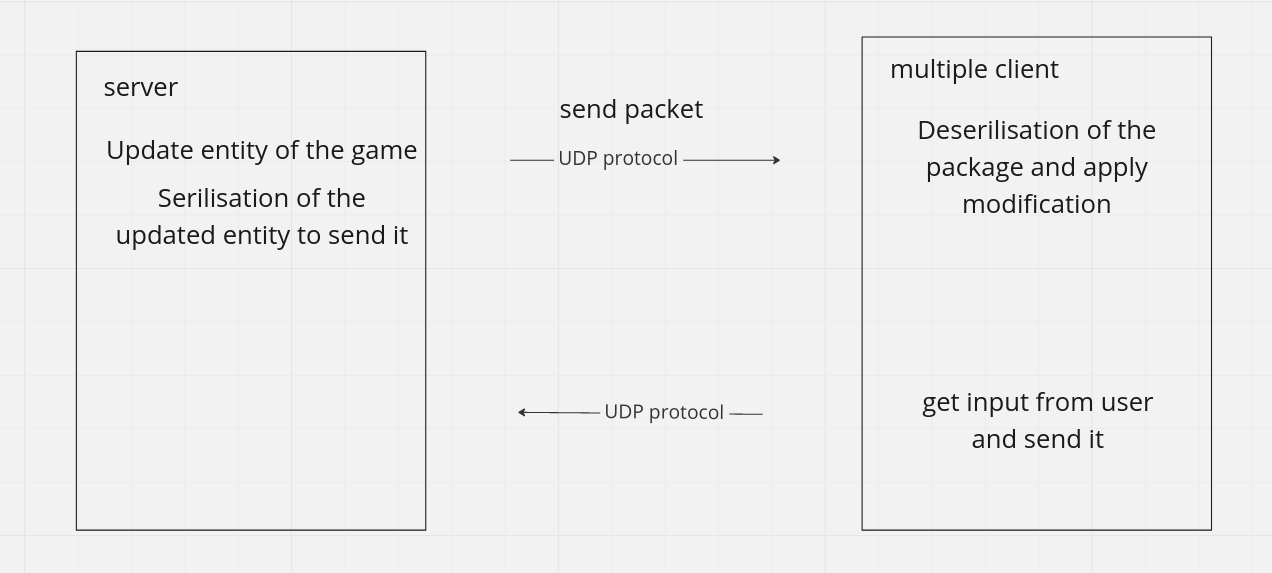 server
Update entity of the game
Serilisation of the
updated entity to send it
send packet
UDP protocol
multiple client
Deserilisation of the
package and apply
modification
UDP protocol
get input from user
and send it